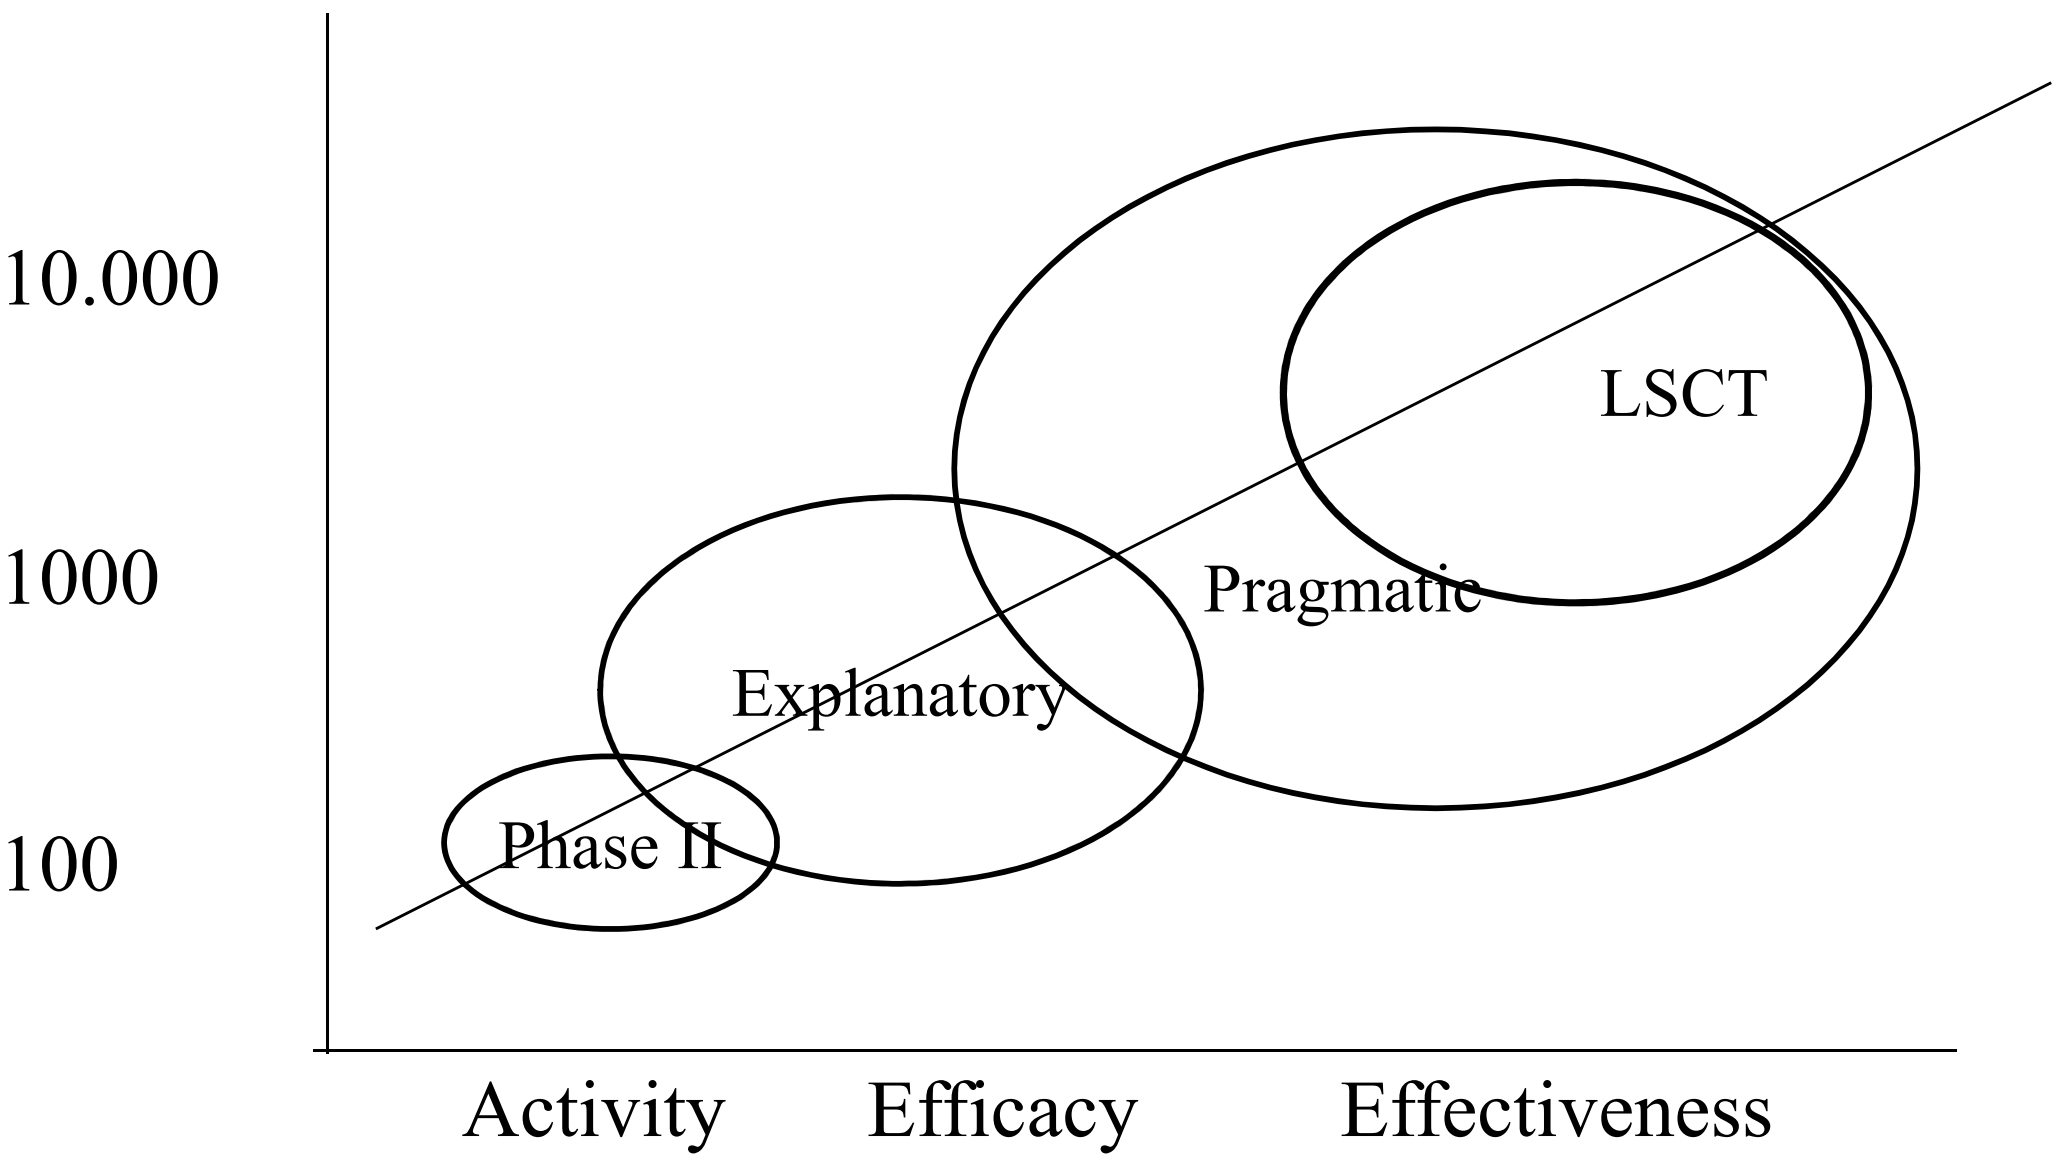 10.000
LSCT
1000
Pragmatic
Explanatory
100
Phase II
Activity Efficacy Effectiveness